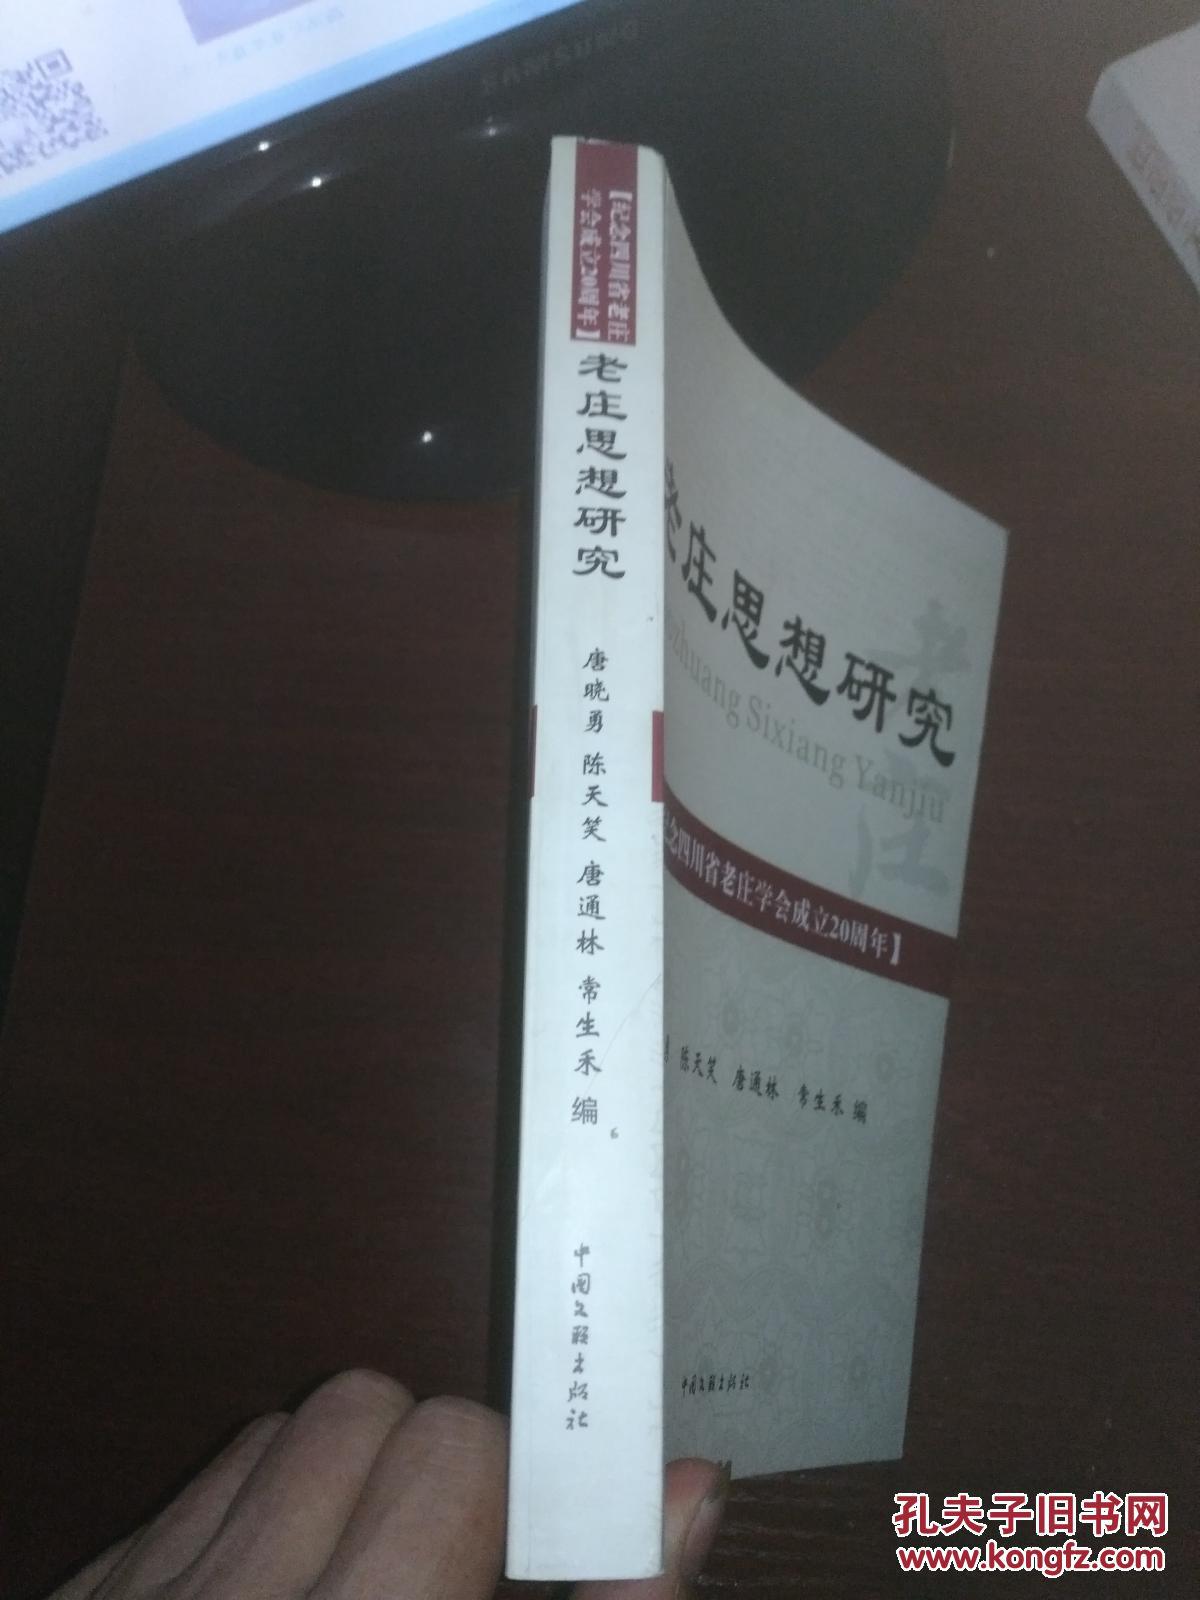 SAMSUNG
【纪念四川省老庄
学会成立20周年】
老庄思想研究
唐晓勇 陈天笑 唐通林 常生禾 编
中国文联出版社
老庄思想研究
zhuang Sixiang Yanjiu
念四川省老庄学会成立20周年】
陈天笑 唐通林 常生禾 编
中国文联出版社
孔夫子旧书网
www.kongfz.com